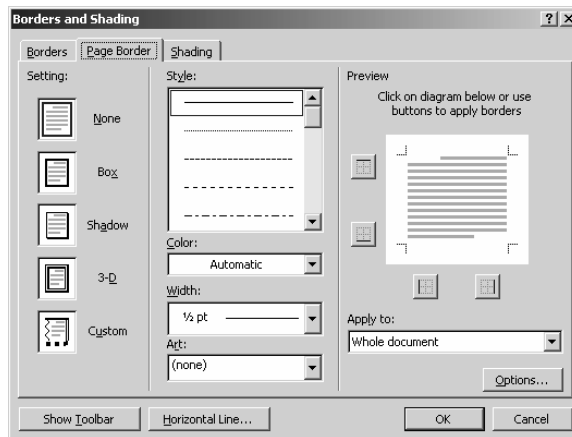 Borders and Shading
Borders
Page Border
Shading
Setting:
None
Box
Shadow
3-D
Custom
Style:
Color:
Automatic
Width:
½ pt
Art:
(none)
Preview
Click on diagram below or use
buttons to apply borders
Apply to:
Whole document
Options...
Show Toolbar
Horizontal Line...
OK
Cancel